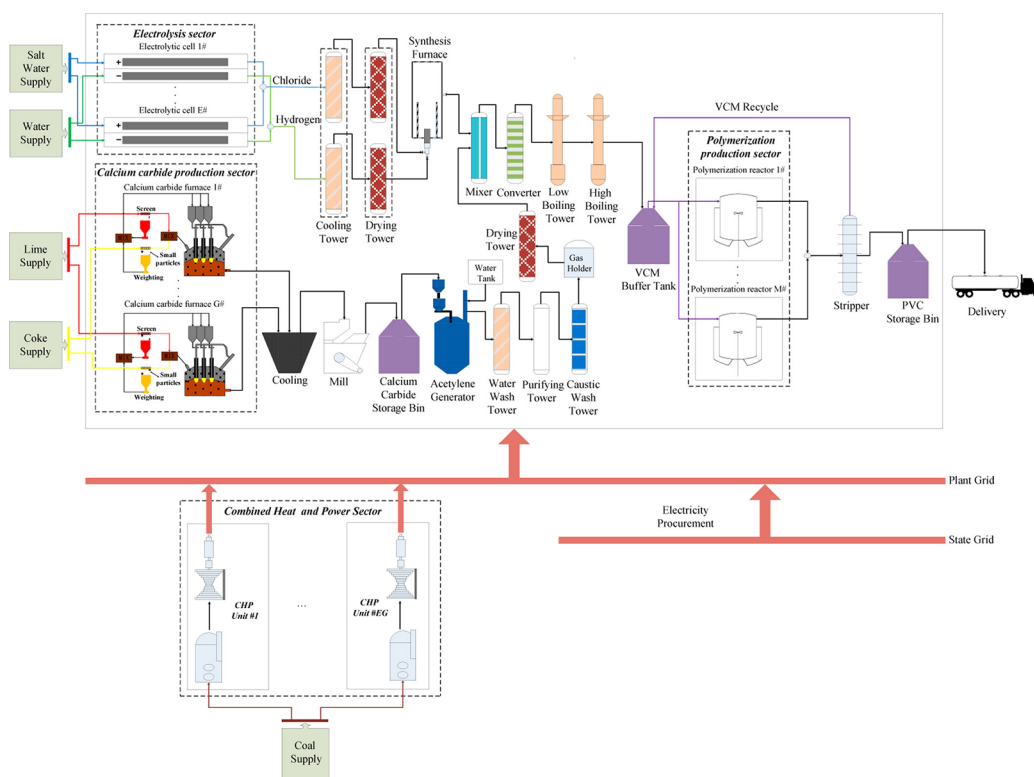 Electrolysis sector
Electrolytic cell 1#
Salt
Water
Supply
Chloride
Electrolytic cell E#
Water
Supply
Hydrogen
Synthesis
Furnace
Cooling
Tower
Drying
Tower
Mixer
Converter
Low
Boiling
Tower
High
Boiling
Tower
VCM Recycle
Polymerization
production sector
Polymerization reactor 1#
Polymerization reactor M#
VCM
Buffer Tank
Stripper
PVC
Storage Bin
Delivery
Calcium carbide production sector
Calcium carbide furnace 1#
Screen
Small
particles
Weighting
Lime
Supply
Calcium carbide furnace G#
Screen
Small
particles
Weighting
Coke
Supply
Cooling
Mill
Calcium
Carbide
Storage Bin
Acetylene
Generator
Water
Tank
Water
Wash
Tower
Purifying
Tower
Caustic
Wash
Tower
Drying
Tower
Gas
Holder
Plant Grid
Electricity
Procurement
State Grid
Combined Heat and Power Sector
CHP
Unit #1
...
CHP
Unit #EG
Coal
Supply